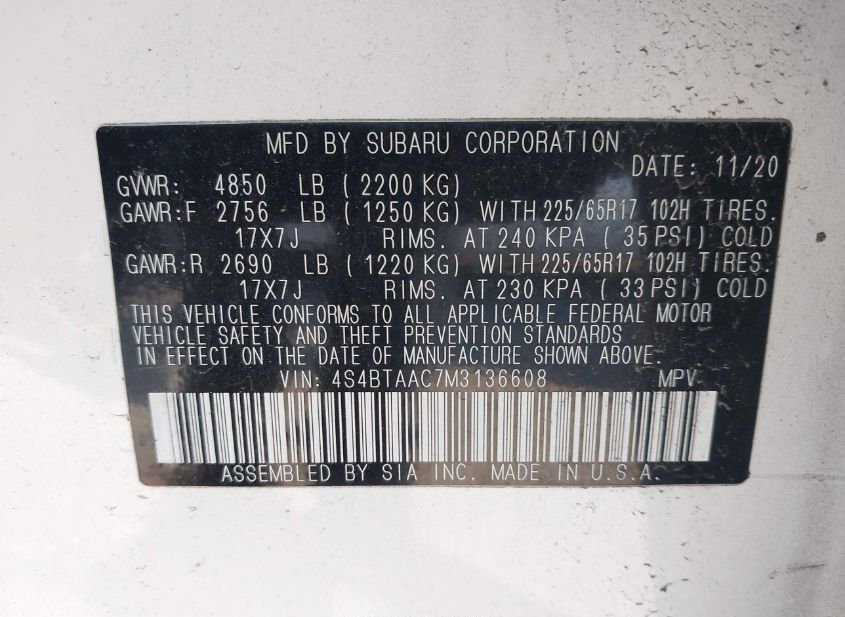 MFD BY SUBARU CORPORATION
DATE: 11/20
GVWR: 4850 LB ( 2200 KG)
GAWR:F 2756 LB ( 1250 KG) WITH 225/65R17 102H TIRES.
17X7J RIMS. AT 240 KPA ( 35 PSI) COLD
GAWR:R 2690 LB ( 1220 KG) WITH 225/65R17 102H TIRES.
17X7J RIMS. AT 230 KPA ( 33 PSI) COLD
THIS VEHICLE CONFORMS TO ALL APPLICABLE FEDERAL MOTOR
VEHICLE SAFETY AND THEFT PREVENTION STANDARDS
IN EFFECT ON THE DATE OF MANUFACTURE SHOWN ABOVE.
VIN: 4S4BTAAC7M3136608 MPV
ASSEMBLED BY SIA INC. MADE IN U.S.A.